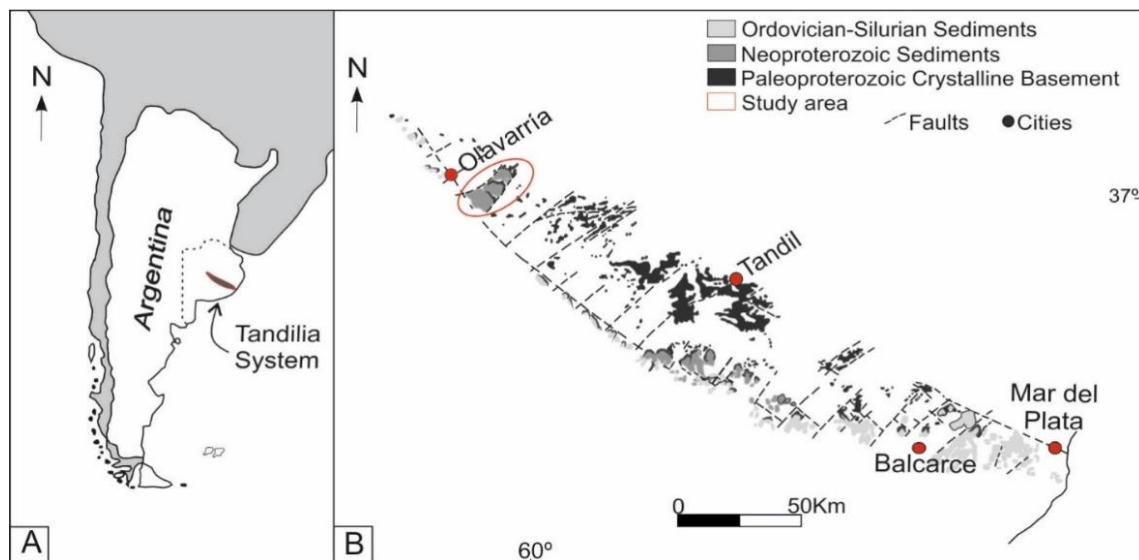 N
Argentina
Tandilia
System
A
Ordovician-Silurian Sediments
Neoproterozoic Sediments
Paleoproterozoic Crystalline Basement
Study area
Faults
Cities
N
Olavarría
37º
Tandil
Mar del
Plata
Balcarce
0
50Km
B
60º